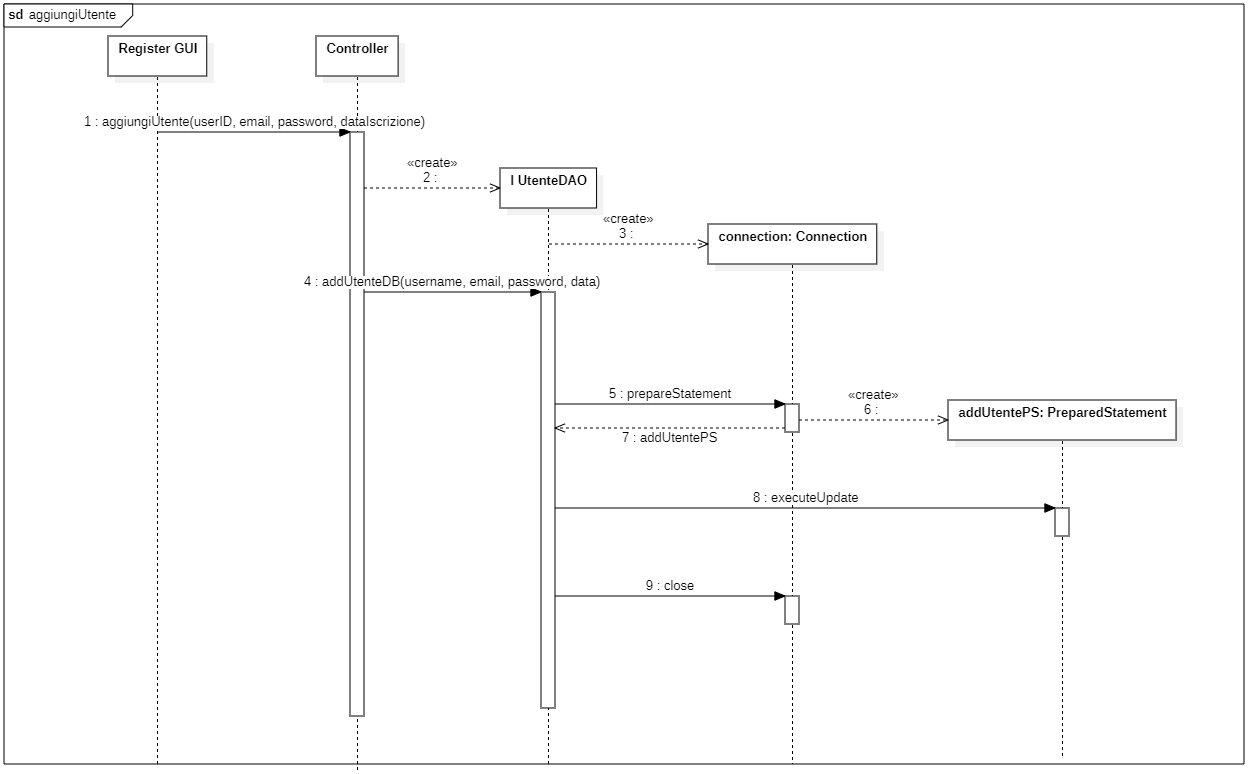 sd aggiungiUtente
Register GUI
Controller
1 : aggiungiUtente(userID, email, password, dataIscrizione)
«create»
2 :
I UtenteDAO
«create»
3 :
connection: Connection
4 : addUtenteDB(username, email, password, data)
5 : prepareStatement
«create»
6 :
addUtentePS: PreparedStatement
7 : addUtentePS
8 : executeUpdate
9 : close